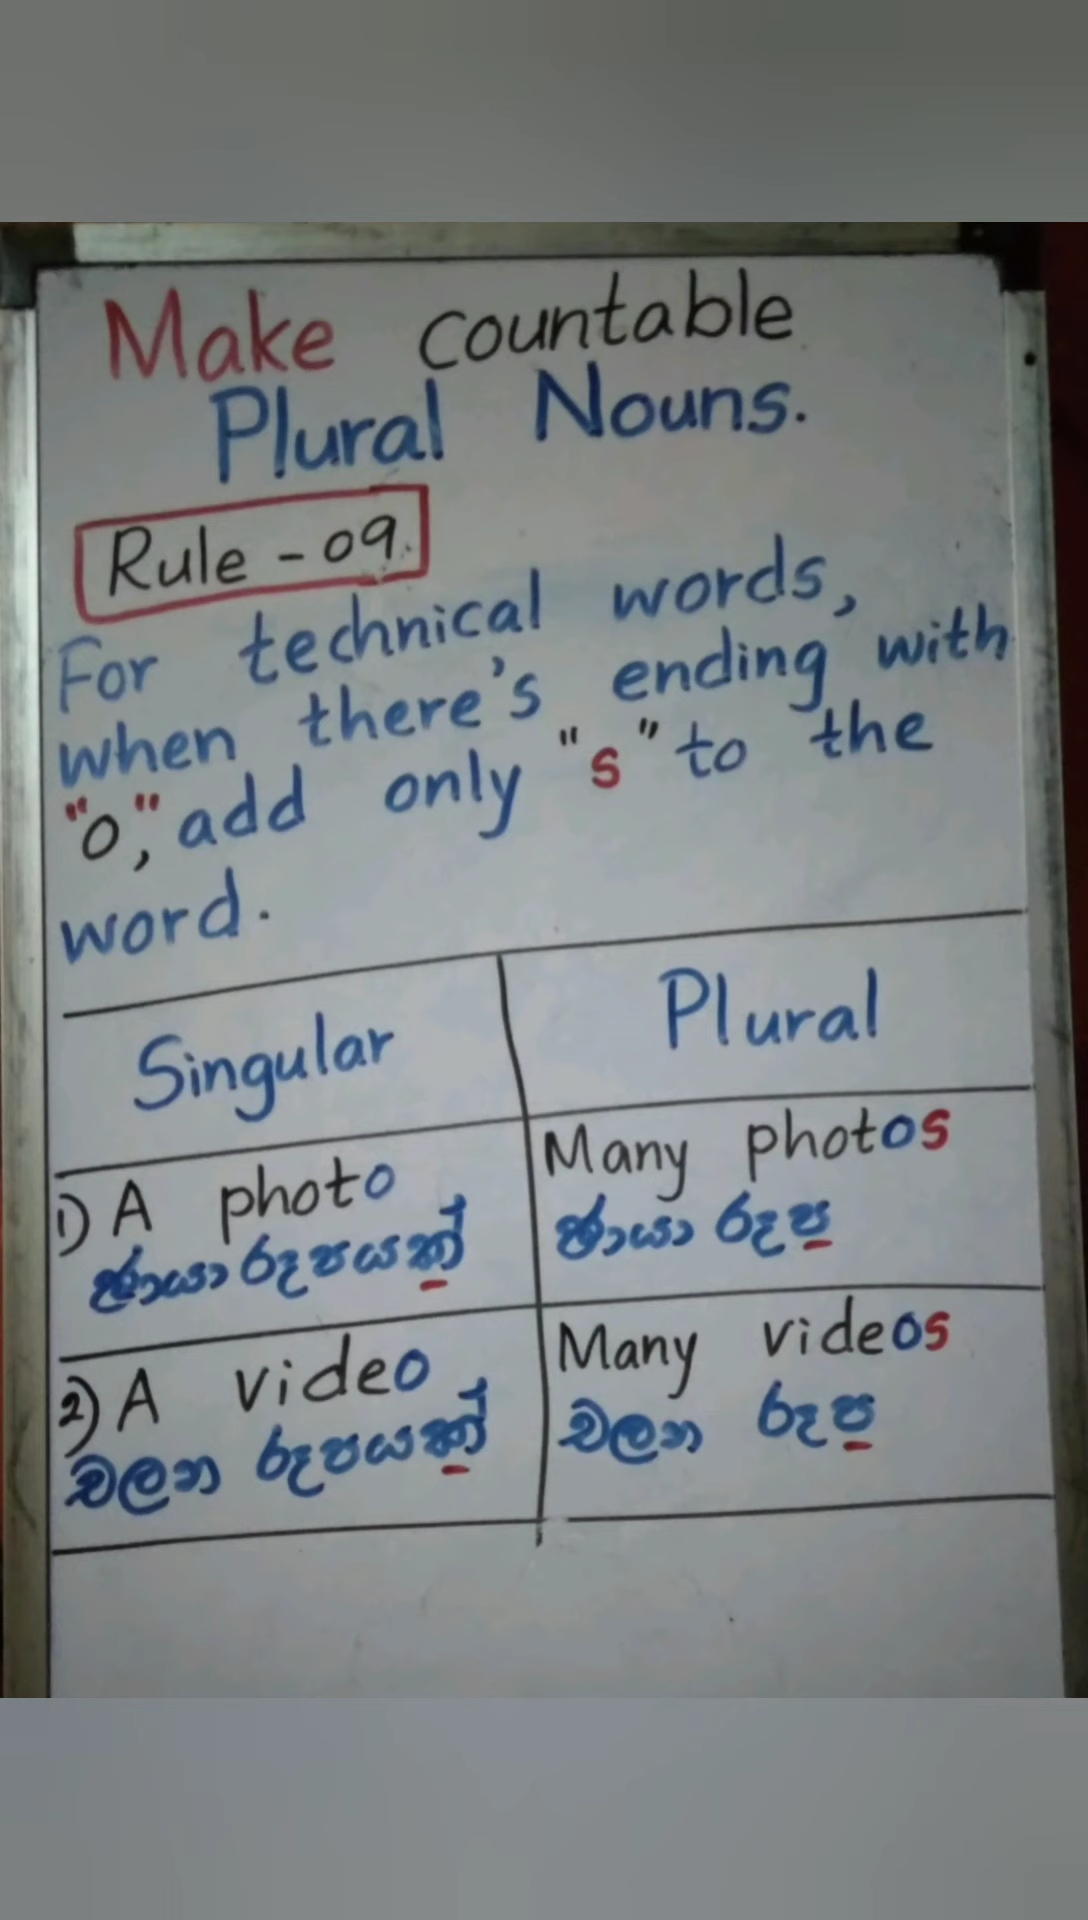 Make countable
Plural Nouns.
Rule - 09.
For technical words,
when there's ending with
"o", add only "s" to the
word.
Singular
Plural
1) A photo
Many photos
ඡායා රූපයක්
ඡායා රූප
2) A video
Many videos
චලන රූපයක්
චලන රූප